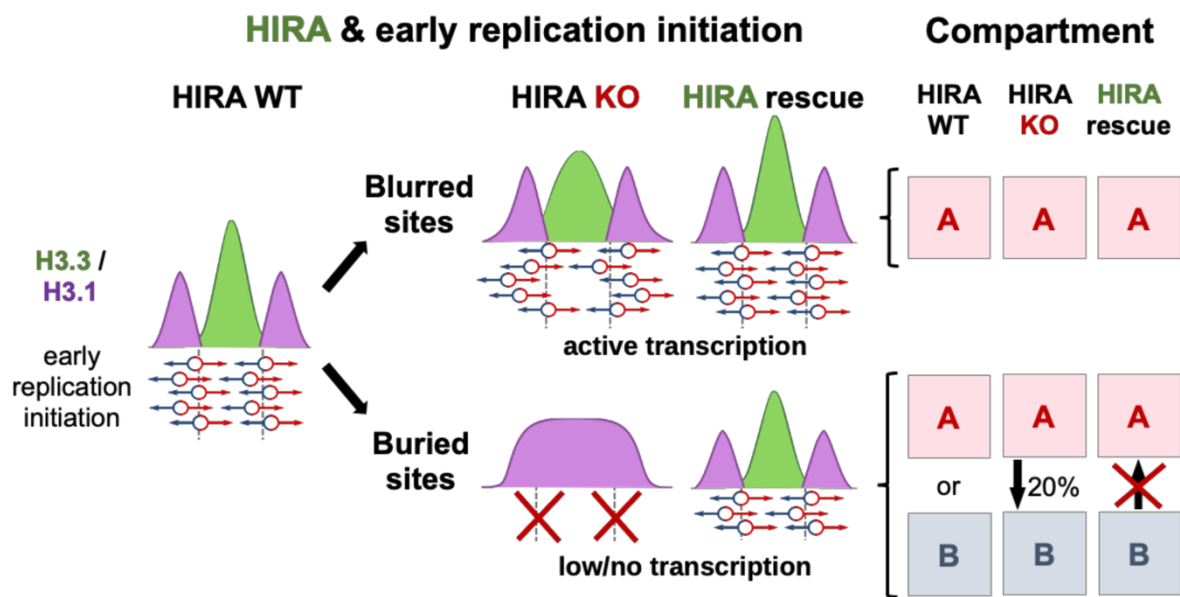 HIRA & early replication initiation
Compartment
HIRA WT
HIRA KO
HIRA rescue
HIRA
WT
HIRA
KO
HIRA
rescue
H3.3 /
H3.1
early
replication
initiation
Blurred
sites
active transcription
A
A
A
Buried
sites
low/no transcription
A
A
A
or
20%
B
B
B